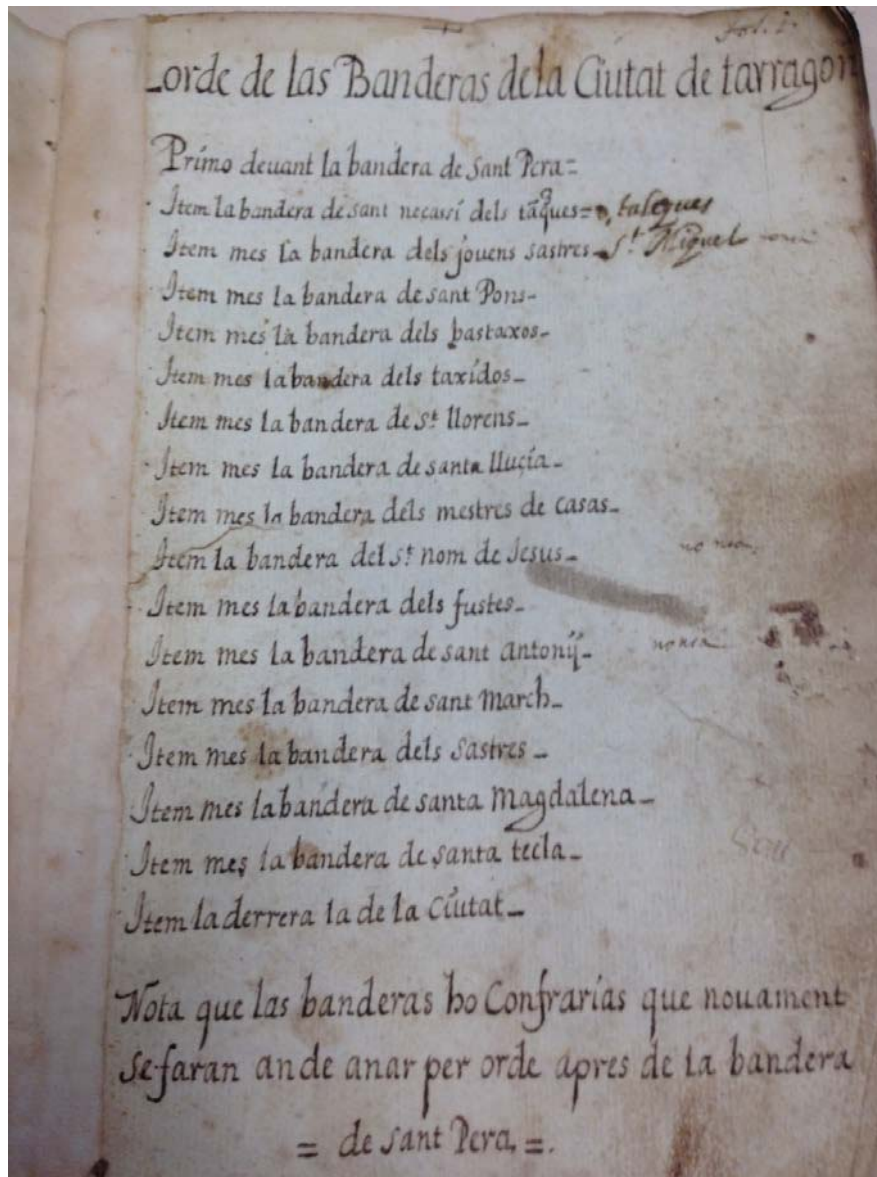 fol. 1.
Lorde de las Banderas dela Ciutat de tarragon
Primo deuant la bandera de Sant Pera=
Item la bandera de sant necassi dels taqs ques= o, talegues
Item mes la bandera dels jouens sastres- St. Miquel
Item mes la bandera de sant Pons-
Item mes la bandera dels bastaxos-
Item mes la bandera dels taxidos-
Item mes la bandera de St llorens-
Item mes la bandera de santa lluçia-
Item mes la bandera dels mestres de casas-
Item la bandera del St nom de Jesus-
Item mes la bandera dels fustes-
Item mes la bandera de sant antonij-
Item mes la bandera de sant March-
Item mes la bandera dels sastres-
Item mes la bandera de santa Magdalena-
Item mes la bandera de santa tecla-
Item la derrera la de la Ciutat-
Nota que las banderas ho Confrarias que nouament
se faran an de anar per orde apres de la bandera
= de sant Pera, =.